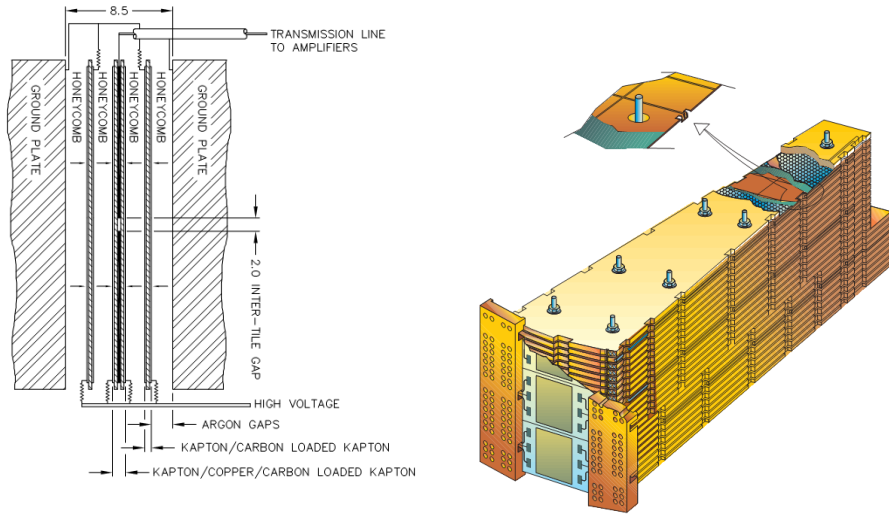 8.5
TRANSMISSION LINE
TO AMPLIFIERS
GROUND PLATE
HONEYCOMB
HONEYCOMB
HONEYCOMB
HONEYCOMB
GROUND PLATE
2.0 INTER-TILE GAP
HIGH VOLTAGE
ARGON GAPS
KAPTON/CARBON LOADED KAPTON
KAPTON/COPPER/CARBON LOADED KAPTON